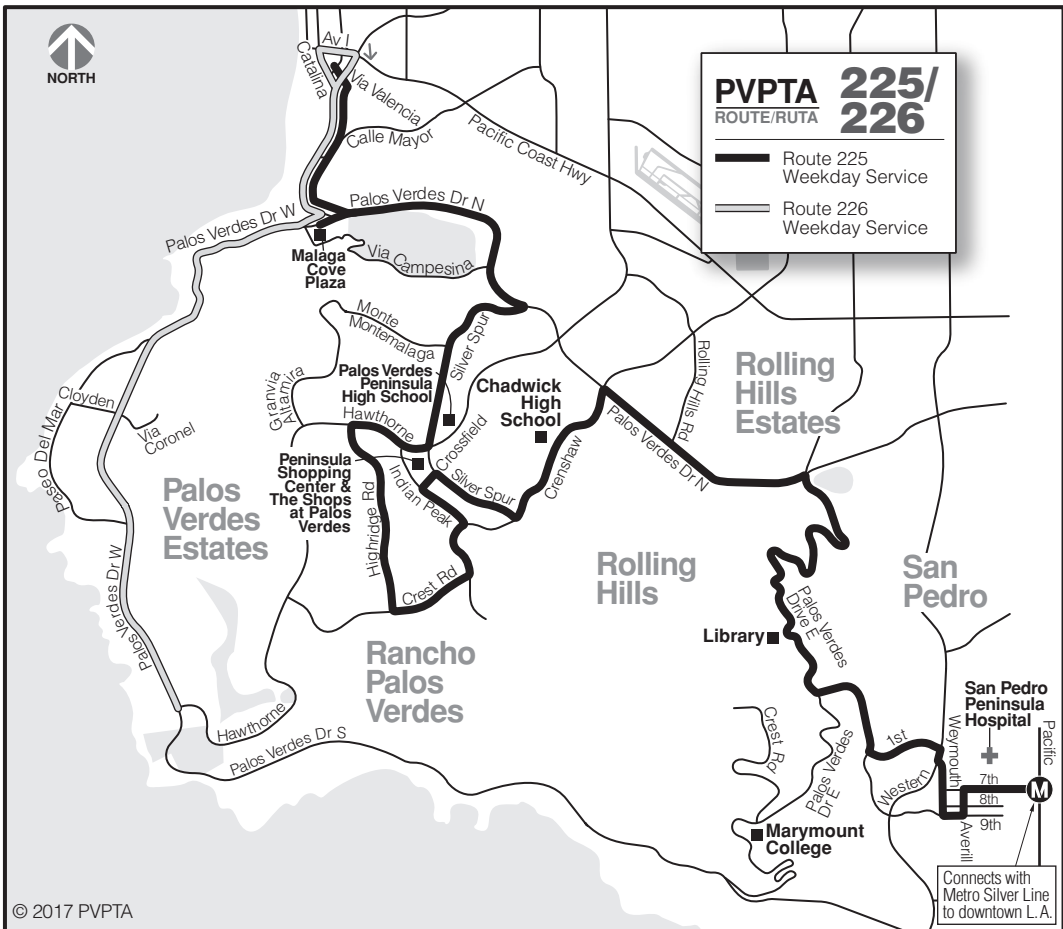 NORTH
Av I
Catalina
Via Valencia
Calle Mayor
Pacific Coast Hwy
PVPTA
ROUTE/RUTA
225/
226
Route 225
Weekday Service
Route 226
Weekday Service
Palos Verdes Dr N
Palos Verdes Dr W
Malaga
Cove
Plaza
Via Campesina
Monte
Montemalaga
Silver Spur
Granvia
Altamira
Palos Verdes
Peninsula
High School
Chadwick
High
School
Rolling Hills Rd
Rolling
Hills
Estates
Cloyden
Paseo Del Mar
Via
Coronel
Hawthorne
Crossfield
Crenshaw
Palos Verdes Dr N
Peninsula
Shopping
Center &
The Shops
at Palos
Verdes
Indian Peak
Silver Spur
Palos
Verdes
Estates
Highridge Rd
Crest Rd
Palos Verdes Dr W
Rolling
Hills
San
Pedro
Palos Verdes
Drive E
Library
Rancho
Palos
Verdes
Hawthorne
Palos Verdes Dr S
Crest Rd
Palos Verdes
Dr E
1st
Western
Weymouth
San Pedro
Peninsula
Hospital
Pacific
7th
M
8th
9th
Averill
Marymount
College
Connects with
Metro Silver Line
to downtown L.A.
© 2017 PVPTA